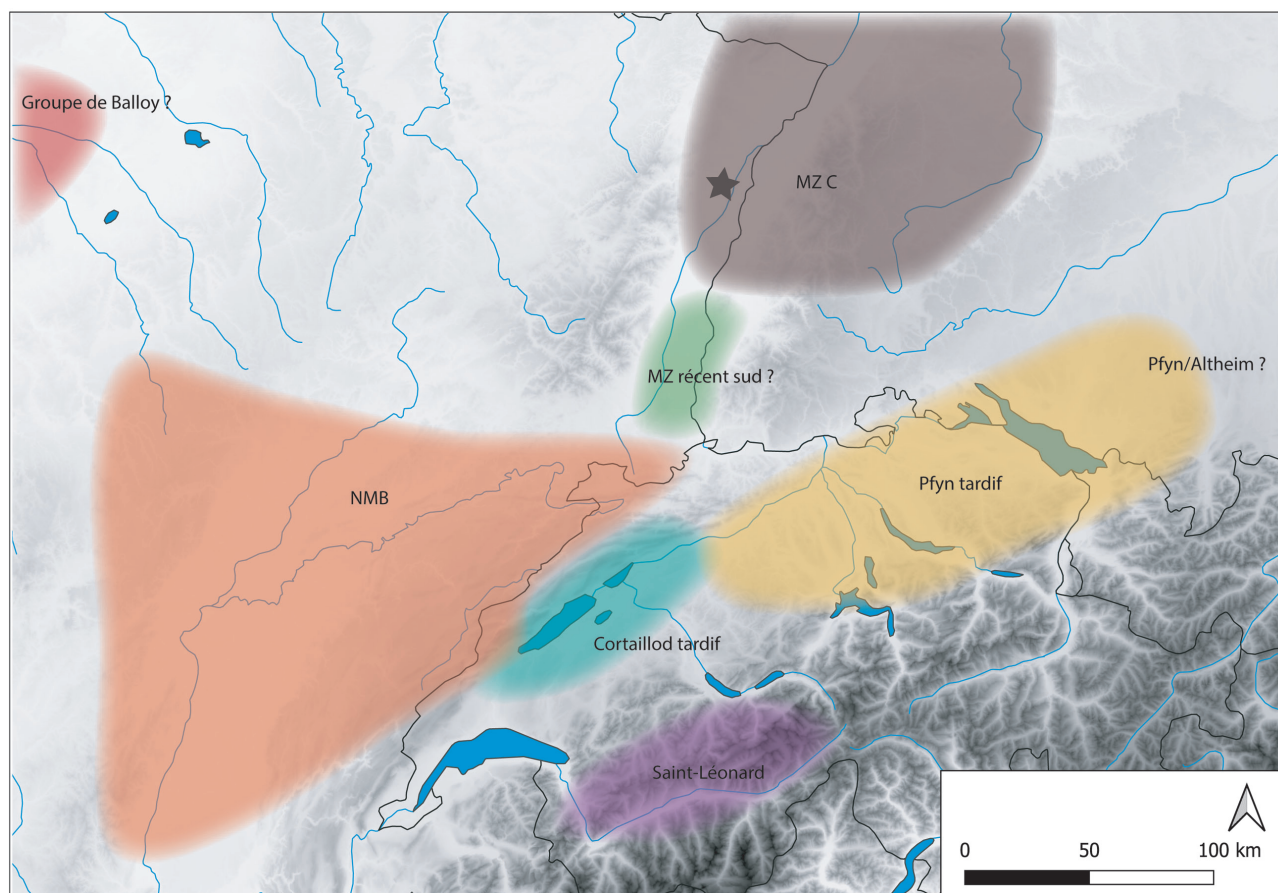 Groupe de Balloy ?
MZ C
MZ récent sud ?
Pfyn/Altheim ?
NMB
Pfyn tardif
Cortaillod tardif
Saint-Léonard
0 50 100 km